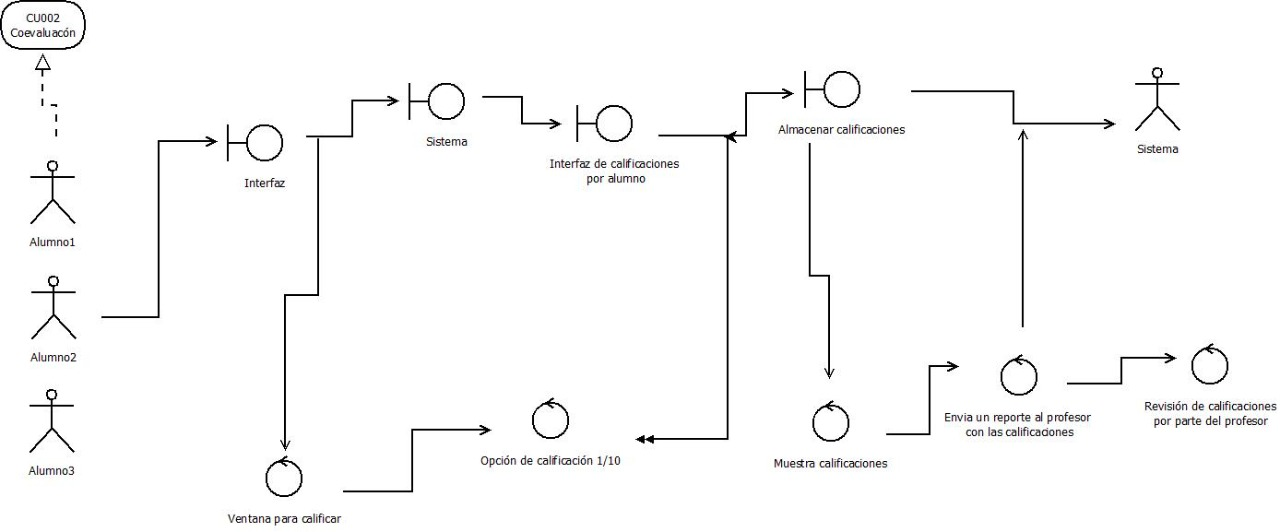 CU002
Coevaluacón
Alumno1
Alumno2
Alumno3
Interfaz
Sistema
Interfaz de calificaciones
por alumno
Almacenar calificaciones
Sistema
Ventana para calificar
Opción de calificación 1/10
Muestra calificaciones
Envia un reporte al profesor
con las calificaciones
Revisión de calificaciones
por parte del profesor